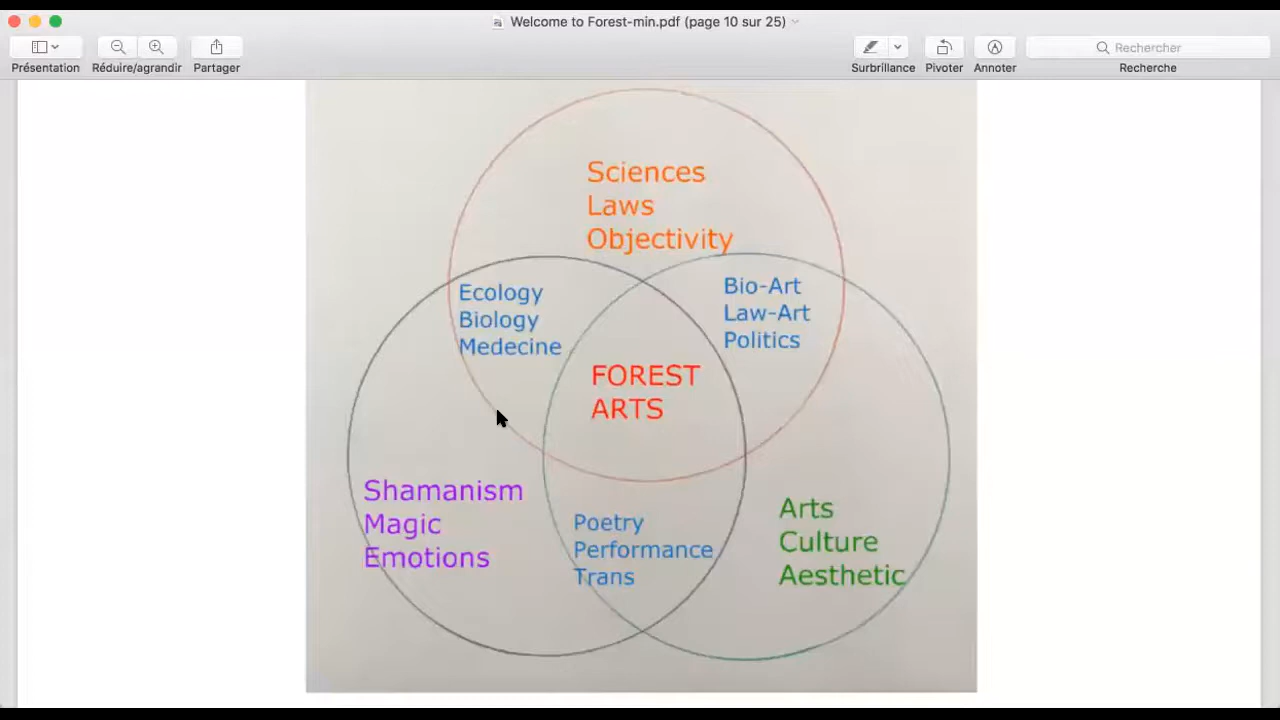 Welcome to Forest-min.pdf (page 10 sur 25)
Présentation
Réduire/agrandir
Partager
Surbrillance
Pivoter
Annoter
Rechercher
Recherche
Sciences
Laws
Objectivity
Ecology
Biology
Medecine
Bio-Art
Law-Art
Politics
FOREST
ARTS
Shamanism
Magic
Emotions
Poetry
Performance
Trans
Arts
Culture
Aesthetic